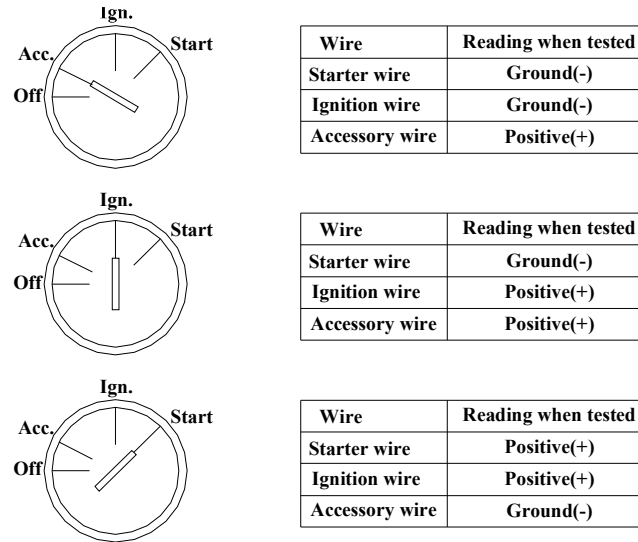 Ign.
Start
Acc.
Off
Wire Reading when tested
Starter wire Ground(-)
Ignition wire Ground(-)
Accessory wire Positive(+)
Ign.
Start
Acc.
Off
Wire Reading when tested
Starter wire Ground(-)
Ignition wire Positive(+)
Accessory wire Positive(+)
Ign.
Start
Acc.
Off
Wire Reading when tested
Starter wire Positive(+)
Ignition wire Positive(+)
Accessory wire Ground(-)